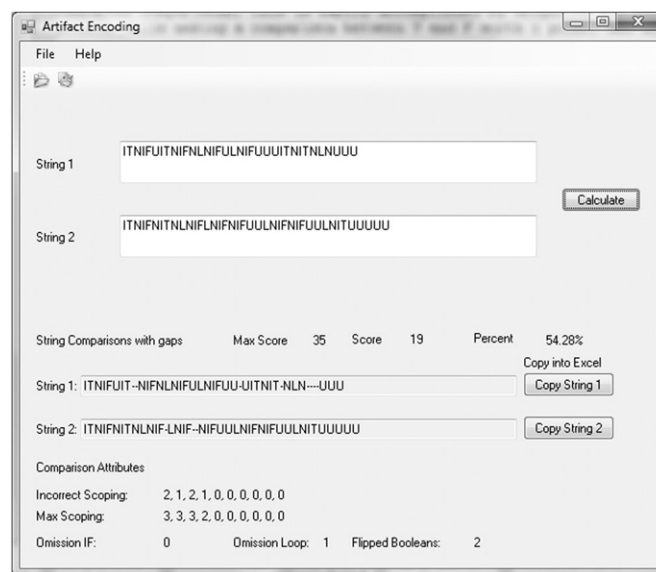 Artifact Encoding
File Help
String 1 ITNIFUITNIFNLNIFULNIFUUUITNITNLNUUU
Calculate
String 2 ITNIFNITNLNIFLNIFNIFUULNIFNIFUULNITUUUUU
String Comparisons with gaps Max Score 35 Score 19 Percent 54.28%
Copy into Excel
String 1: ITNIFUIT--NIFNLNIFULNIFUU-UITNIT-NLN----UUU Copy String 1
String 2: ITNIFNITNLNIF-LNIF--NIFUULNIFNIFUULNITUUUUU Copy String 2
Comparison Attributes
Incorrect Scoping: 2, 1, 2, 1, 0, 0, 0, 0, 0, 0
Max Scoping: 3, 3, 3, 2, 0, 0, 0, 0, 0, 0
Omission IF: 0 Omission Loop: 1 Flipped Booleans: 2